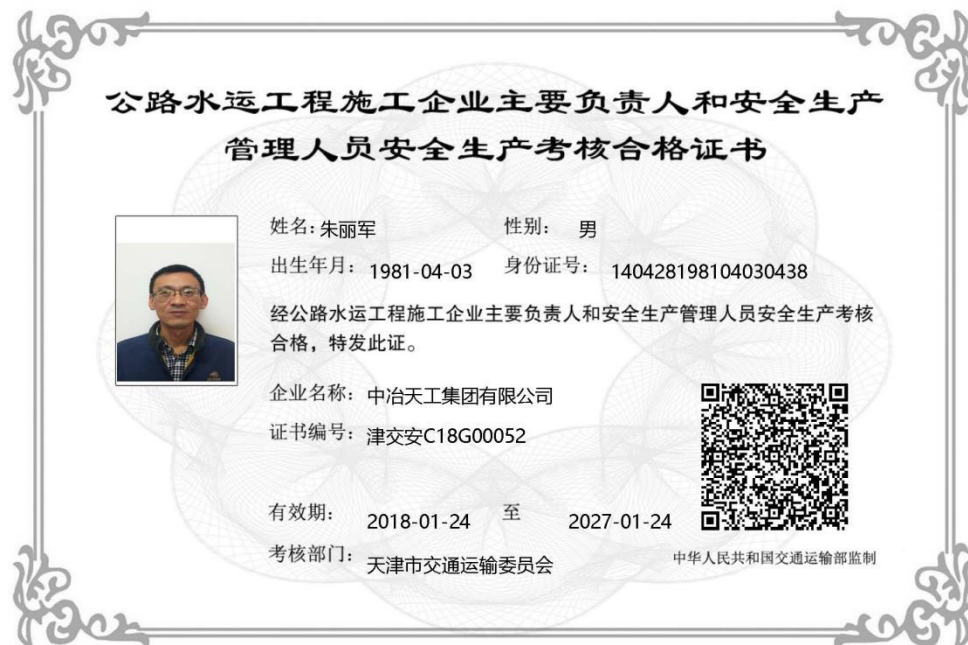 公路水运工程施工企业主要负责人和安全生产
管理人员安全生产考核合格证书
姓名：朱丽军 性别： 男
出生年月：1981-04-03 身份证号： 140428198104030438
经公路水运工程施工企业主要负责人和安全生产管理人员安全生产考核
合格，特发此证。
企业名称：中冶天工集团有限公司
证书编号：津交安C18G00052
有效期： 2018-01-24 至 2027-01-24
考核部门：天津市交通运输委员会
中华人民共和国交通运输部监制